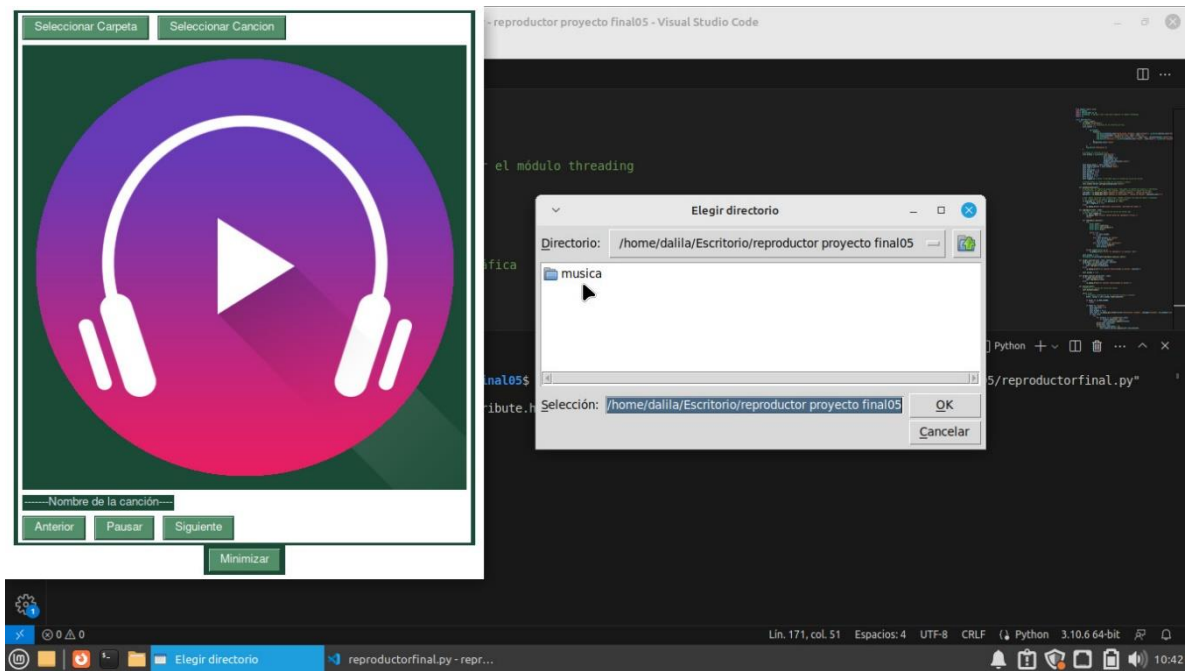 Seleccionar Carpeta Seleccionar Cancion
- reproductor proyecto final05 - Visual Studio Code
r el módulo threading
áfica
Elegir directorio
Directorio: /home/dalila/Escritorio/reproductor proyecto final05
musica
Selección: /home/dalila/Escritorio/reproductor proyecto final05 OK
Cancelar
Python
inal05$ 5/reproductorfinal.py"
ribute.h
-------Nombre de la canción----
Anterior Pausar Siguiente
Minimizar
1
0 0 Lín. 171, col. 51 Espacios: 4 UTF-8 CRLF Python 3.10.6 64-bit
Elegir directorio reproductorfinal.py - repr... 10:42